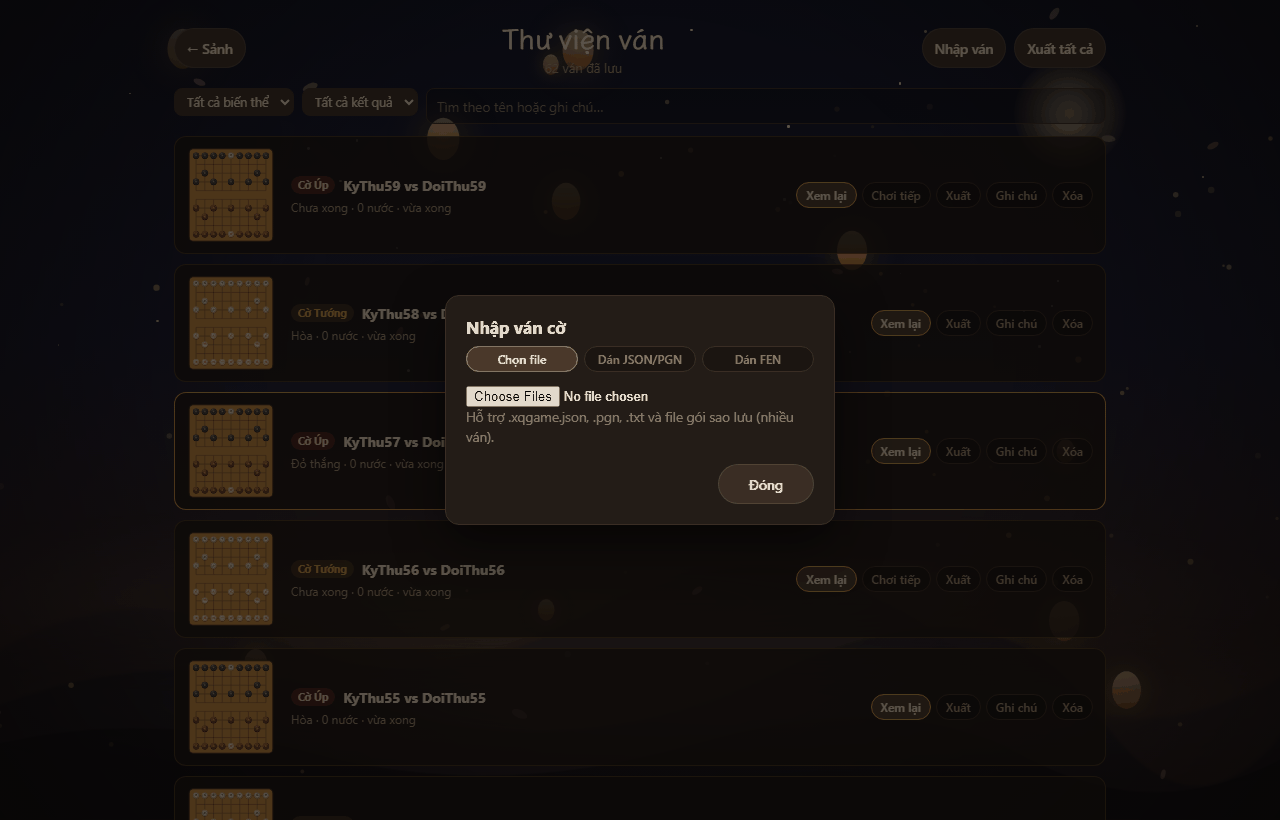 ← Sảnh
Thư viện ván
62 ván đã lưu
Nhập ván
Xuất tất cả
Tất cả biến thể
Tất cả kết quả
Tìm theo tên hoặc ghi chú...
Cờ Úp KyThu59 vs DoiThu59
Chưa xong · 0 nước · vừa xong
Xem lại Chơi tiếp Xuất Ghi chú Xóa
Cờ Tướng KyThu58 vs
Hòa · 0 nước · vừa xong
Xem lại Xuất Ghi chú Xóa
Nhập ván cờ
Chọn file Dán JSON/PGN Dán FEN
Choose Files No file chosen
Hỗ trợ .xqgame.json, .pgn, .txt và file gói sao lưu (nhiều
ván).
Đóng
Cờ Úp KyThu57 vs Doi
Đỏ thắng · 0 nước · vừa xong
Xem lại Xuất Ghi chú Xóa
Cờ Tướng KyThu56 vs DoiThu56
Chưa xong · 0 nước · vừa xong
Xem lại Chơi tiếp Xuất Ghi chú Xóa
Cờ Úp KyThu55 vs DoiThu55
Hòa · 0 nước · vừa xong
Xem lại Xuất Ghi chú Xóa